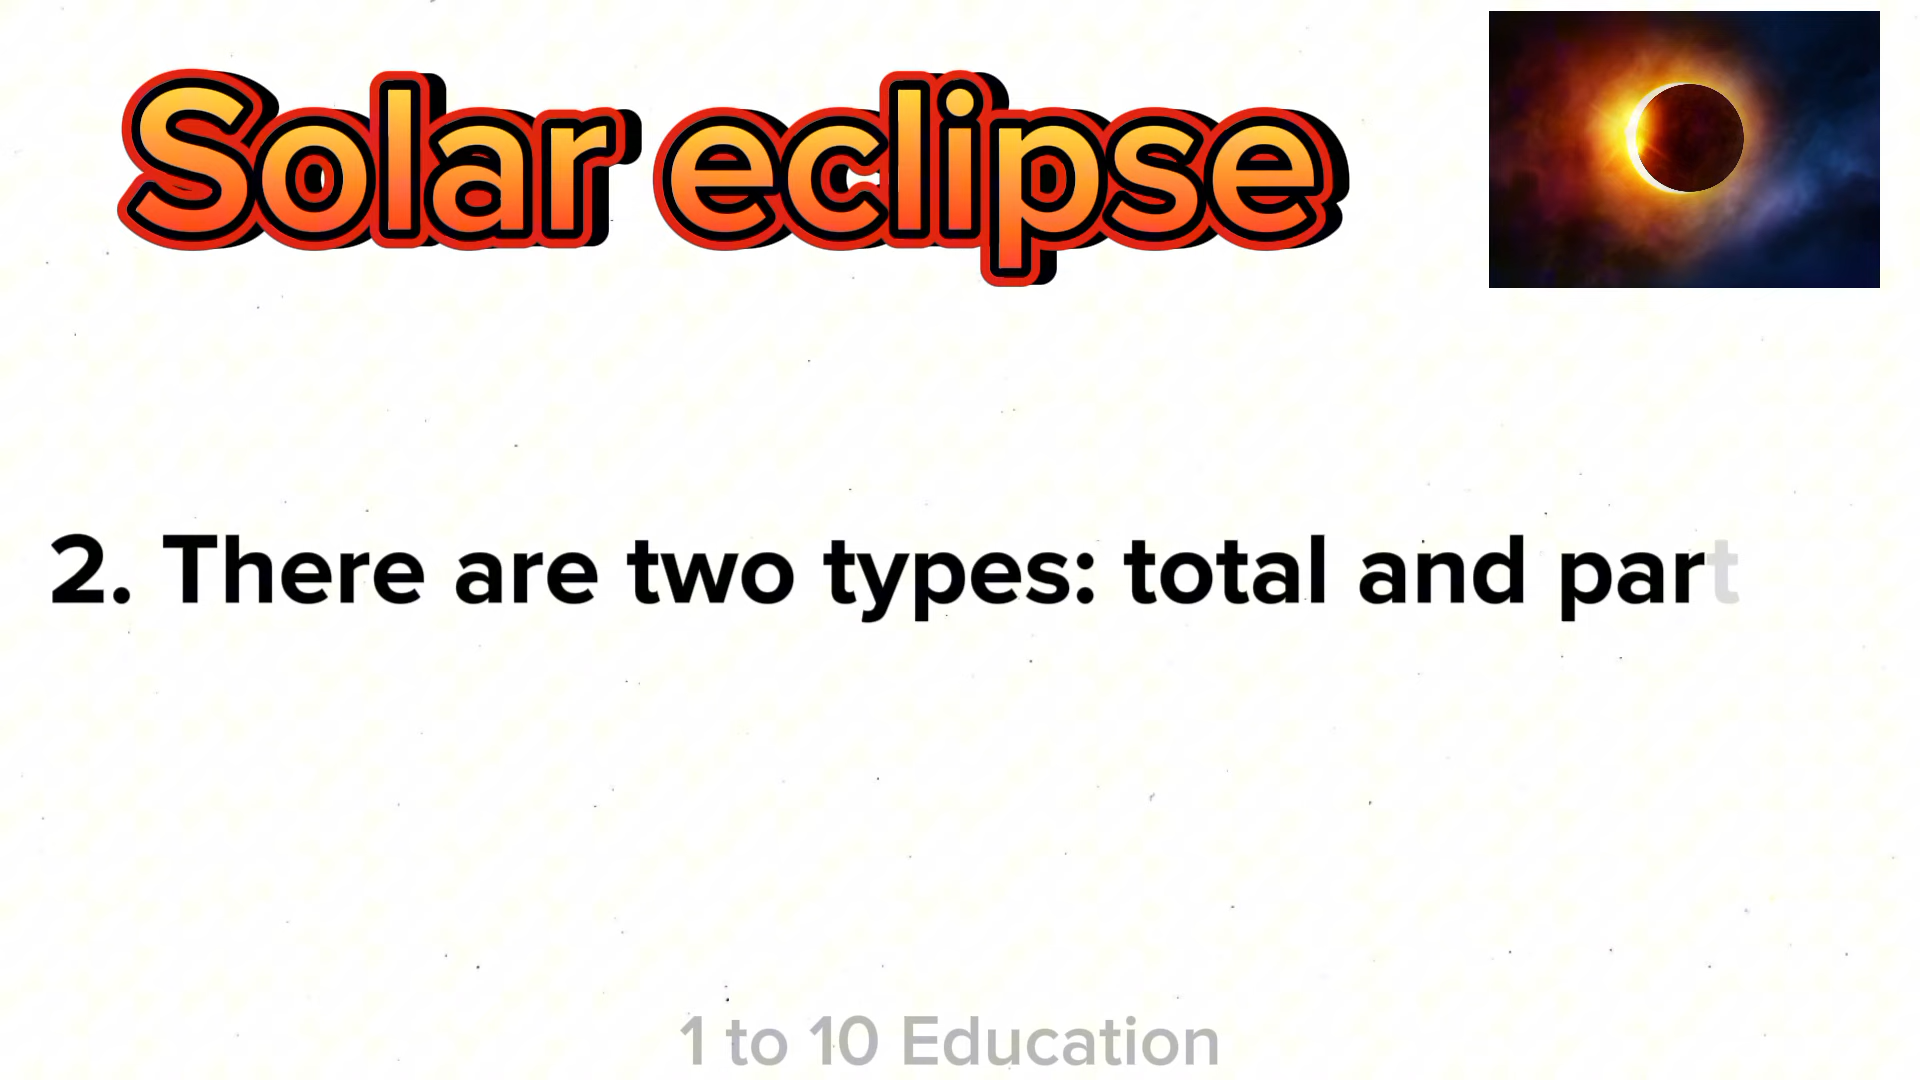 Solar eclipse
2. There are two types: total and part
1 to 10 Education